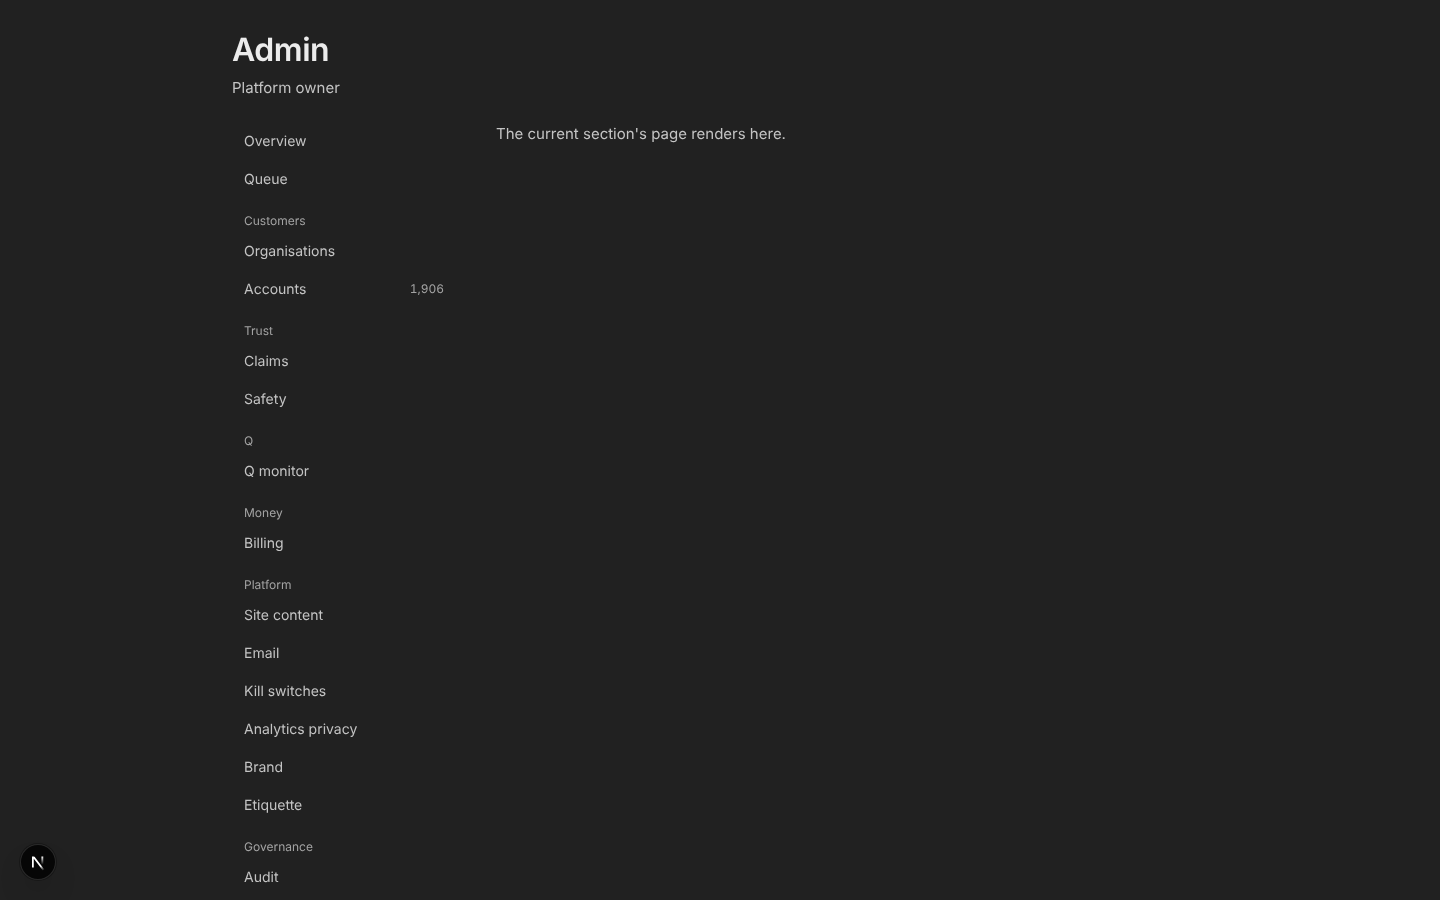 Admin
Platform owner
Overview
The current section's page renders here.
Queue
Customers
Organisations
Accounts 1,906
Trust
Claims
Safety
Q
Q monitor
Money
Billing
Platform
Site content
Email
Kill switches
Analytics privacy
Brand
Etiquette
Governance
Audit
N